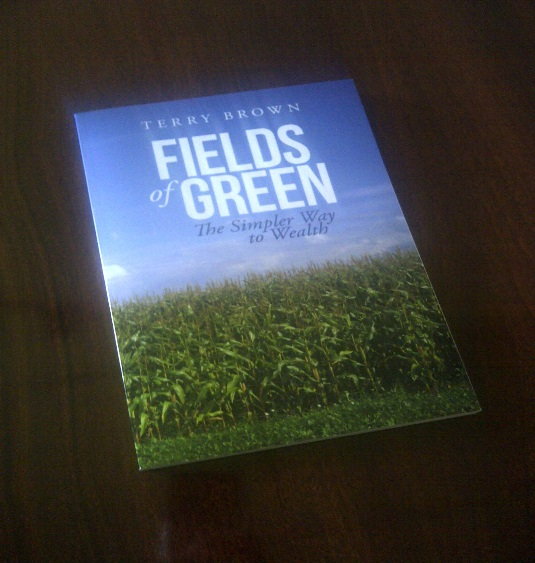 TERRY BROWN
FIELDS
of GREEN
The Simpler Way
to Wealth